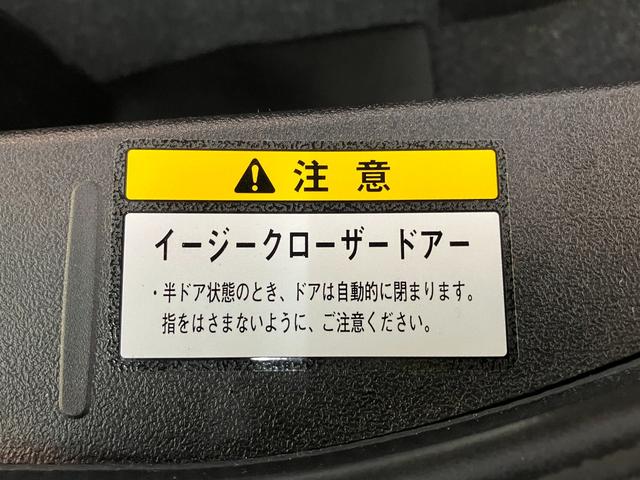 注意
イージークローザードアー
・半ドア状態のとき、ドアは自動的に閉まります。
指をはさまないように、ご注意ください。